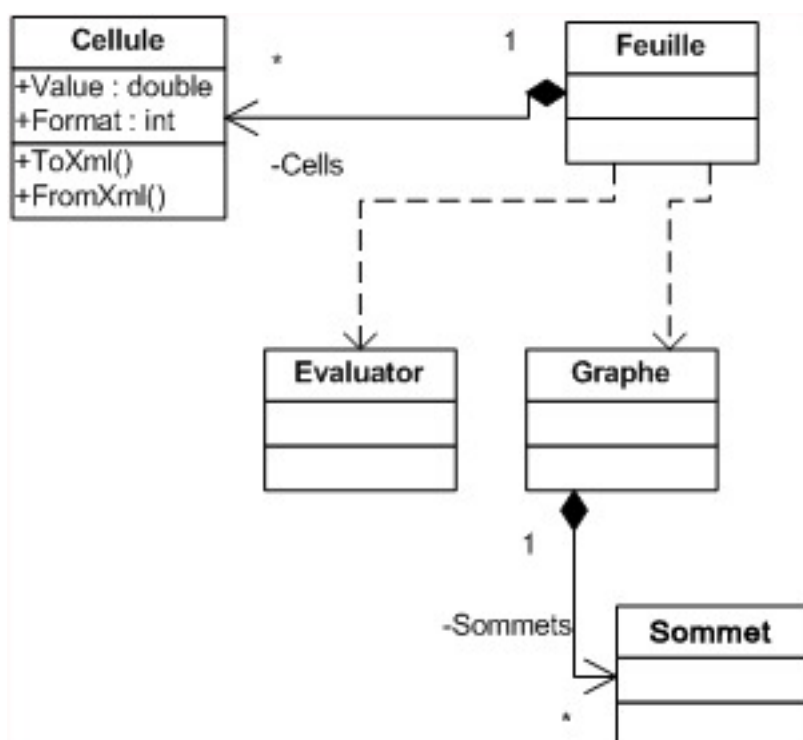 Cellule
+Value : double
+Format : int
+ToXml()
+FromXml()
*
1
-Cells
Feuille
Evaluator
Graphe
1
-Sommets
*
Sommet